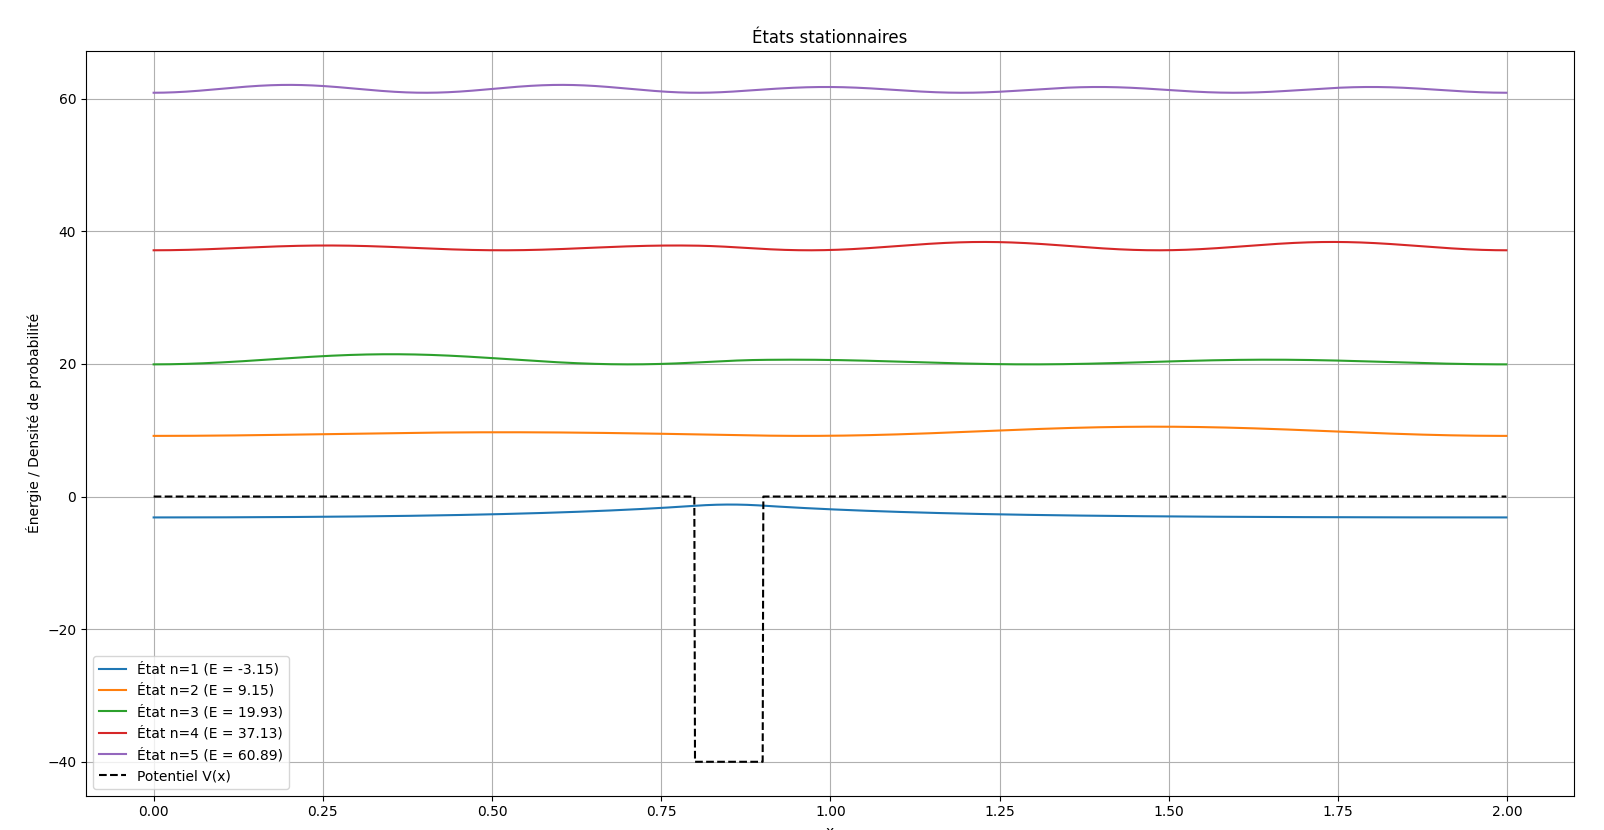 États stationnaires
Énergie / Densité de probabilité
60
40
20
0
−20
−40
État n=1 (E = -3.15)
État n=2 (E = 9.15)
État n=3 (E = 19.93)
État n=4 (E = 37.13)
État n=5 (E = 60.89)
Potentiel V(x)
0.00 0.25 0.50 0.75 1.00 1.25 1.50 1.75 2.00